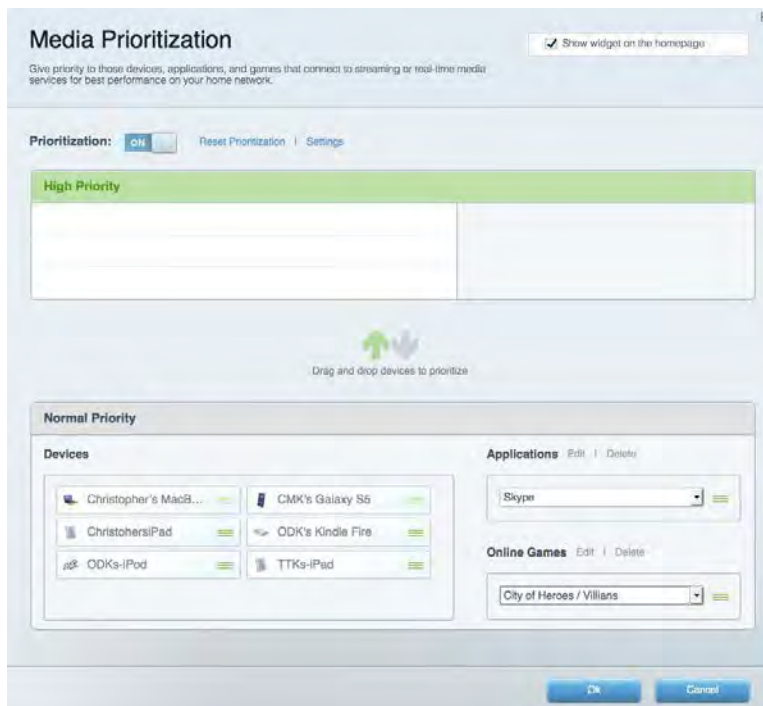 Media Prioritization
Show widget on the homepage
Give priority to those devices, applications, and games that connect to streaming or real-time media
services for best performance on your home network.
Prioritization: ON Reset Prioritization | Settings
High Priority
Drag and drop devices to prioritize
Normal Priority
Devices
Applications Edit | Delete
Christopher's MacB... CMK's Galaxy S5
Skype
ChristohersiPad ODK's Kindle Fire
ODKs-iPod TTKs-iPad
Online Games Edit | Delete
City of Heroes / Villians
Ok Cancel